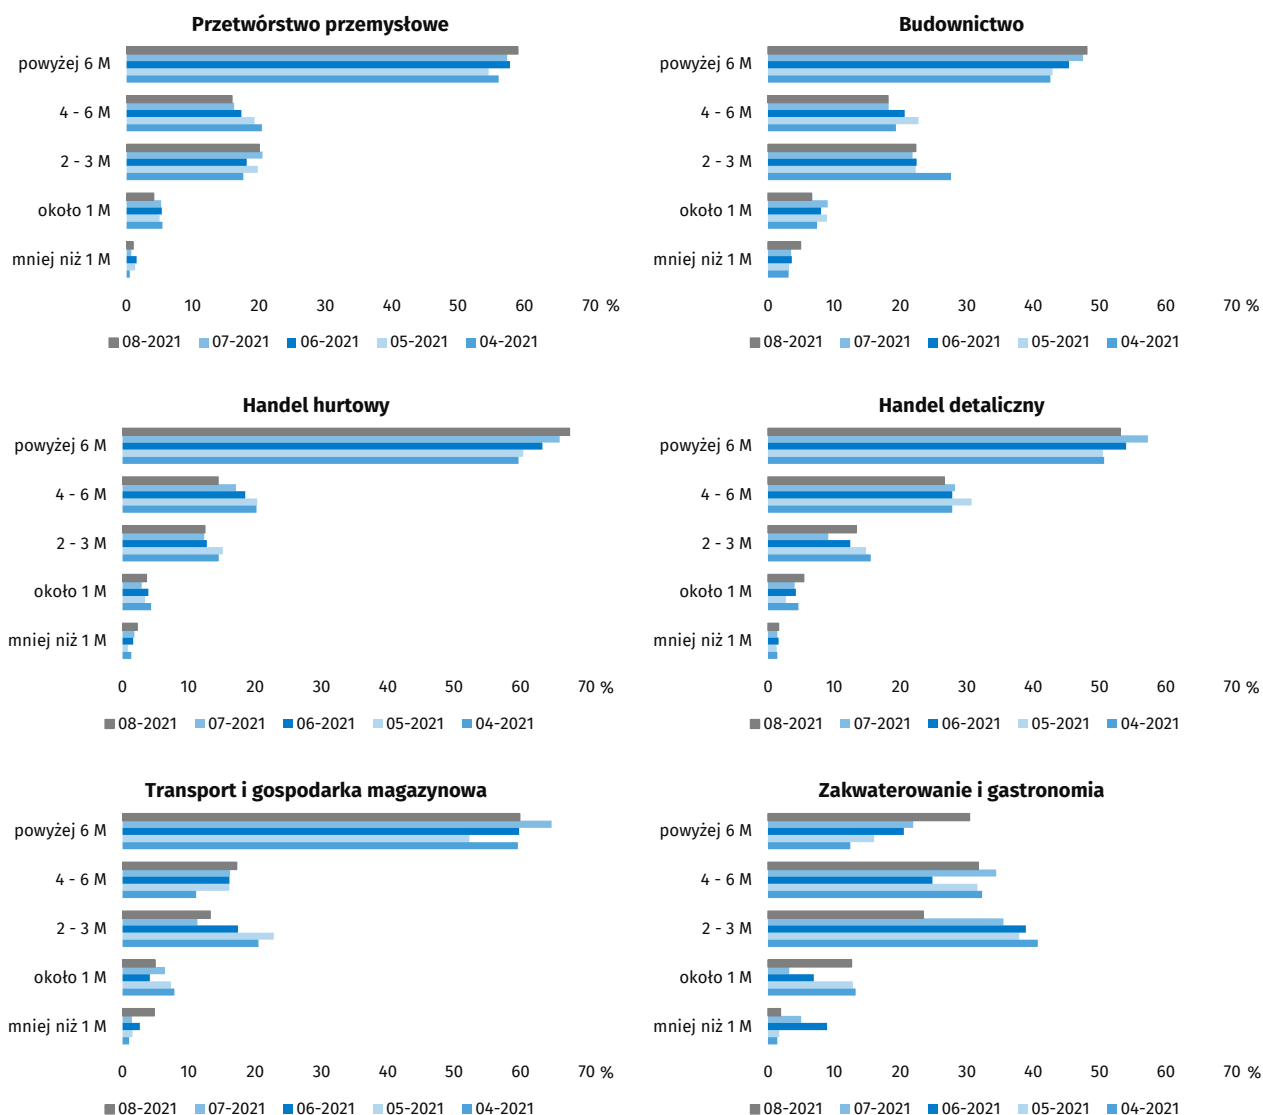 Przetwórstwo przemysłowe
powyżej 6 M
4 - 6 M
2 - 3 M
około 1 M
mniej niż 1 M
0 10 20 30 40 50 60 70 %
08-2021 07-2021 06-2021 05-2021 04-2021
Budownictwo
powyżej 6 M
4 - 6 M
2 - 3 M
około 1 M
mniej niż 1 M
0 10 20 30 40 50 60 70 %
08-2021 07-2021 06-2021 05-2021 04-2021
Handel hurtowy
powyżej 6 M
4 - 6 M
2 - 3 M
około 1 M
mniej niż 1 M
0 10 20 30 40 50 60 70 %
08-2021 07-2021 06-2021 05-2021 04-2021
Handel detaliczny
powyżej 6 M
4 - 6 M
2 - 3 M
około 1 M
mniej niż 1 M
0 10 20 30 40 50 60 70 %
08-2021 07-2021 06-2021 05-2021 04-2021
Transport i gospodarka magazynowa
powyżej 6 M
4 - 6 M
2 - 3 M
około 1 M
mniej niż 1 M
0 10 20 30 40 50 60 70 %
08-2021 07-2021 06-2021 05-2021 04-2021
Zakwaterowanie i gastronomia
powyżej 6 M
4 - 6 M
2 - 3 M
około 1 M
mniej niż 1 M
0 10 20 30 40 50 60 70 %
08-2021 07-2021 06-2021 05-2021 04-2021